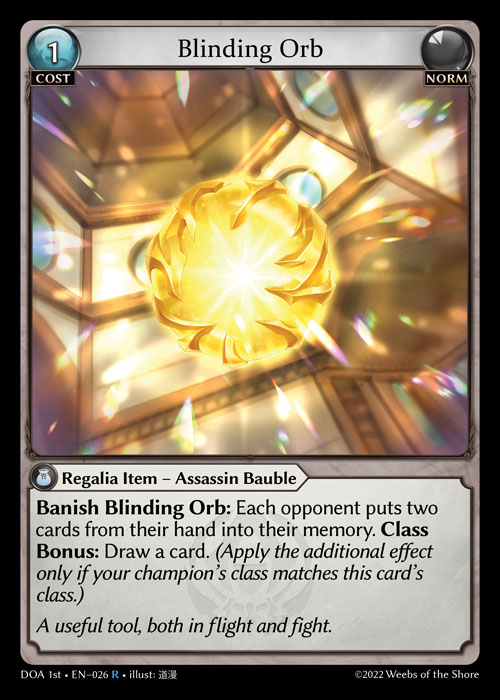 1
Blinding Orb
COST
NORM
Regalia Item – Assassin Bauble
Banish Blinding Orb: Each opponent puts two
cards from their hand into their memory. Class
Bonus: Draw a card. (Apply the additional effect
only if your champion's class matches this card's
class.)
A useful tool, both in flight and fight.
DOA 1st • EN–026 R • illust: 道漫
©2022 Weebs of the Shore